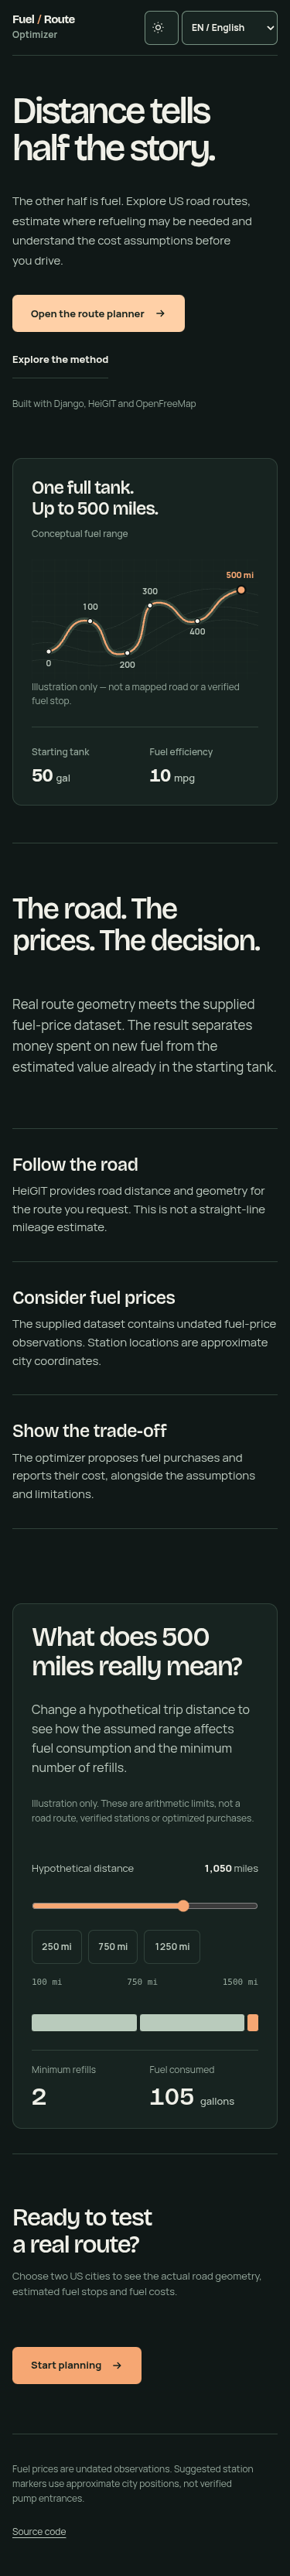 Fuel / Route
Optimizer
EN / English
Distance tells
half the story.
The other half is fuel. Explore US road routes,
estimate where refueling may be needed and
understand the cost assumptions before
you drive.
Open the route planner →
Explore the method
Built with Django, HeiGIT and OpenFreeMap
One full tank.
Up to 500 miles.
Conceptual fuel range
500 mi
300
100
400
0
200
Illustration only — not a mapped road or a verified
fuel stop.
Starting tank
Fuel efficiency
50 gal
10 mpg
The road. The
prices. The decision.
Real route geometry meets the supplied
fuel-price dataset. The result separates
money spent on new fuel from the
estimated value already in the starting tank.
Follow the road
HeiGIT provides road distance and geometry for
the route you request. This is not a straight-line
mileage estimate.
Consider fuel prices
The supplied dataset contains undated fuel-price
observations. Station locations are approximate
city coordinates.
Show the trade-off
The optimizer proposes fuel purchases and
reports their cost, alongside the assumptions
and limitations.
What does 500
miles really mean?
Change a hypothetical trip distance to
see how the assumed range affects
fuel consumption and the minimum
number of refills.
Illustration only. These are arithmetic limits, not a
road route, verified stations or optimized purchases.
Hypothetical distance
1,050 miles
250 mi
750 mi
1250 mi
100 mi
750 mi
1500 mi
Minimum refills
Fuel consumed
2
105 gallons
Ready to test
a real route?
Choose two US cities to see the actual road geometry,
estimated fuel stops and fuel costs.
Start planning →
Fuel prices are undated observations. Suggested station
markers use approximate city positions, not verified
pump entrances.
Source code